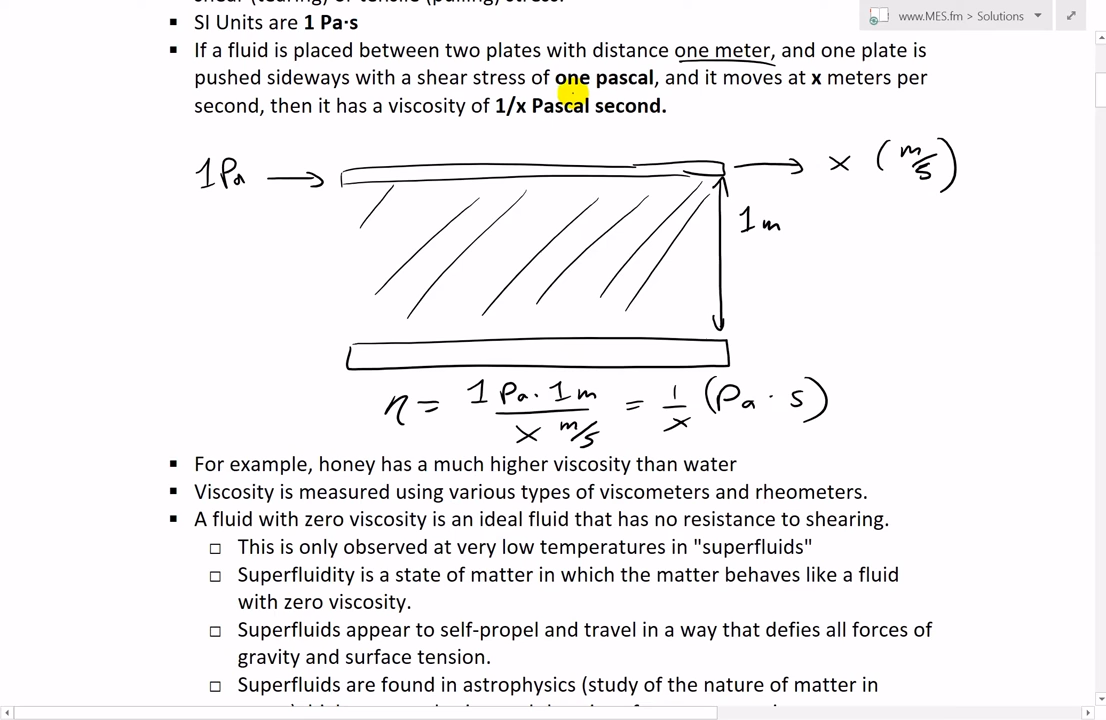 www.MES.fm > Solutions
▪ SI Units are 1 Pa·s
▪ If a fluid is placed between two plates with distance one meter, and one plate is
pushed sideways with a shear stress of one pascal, and it moves at x meters per
second, then it has a viscosity of 1/x Pascal second.
1Pa
x (m/s)
1m
n = 1 Pa · 1m / x m/s = 1/x (Pa · s)
▪ For example, honey has a much higher viscosity than water
▪ Viscosity is measured using various types of viscometers and rheometers.
▪ A fluid with zero viscosity is an ideal fluid that has no resistance to shearing.
□ This is only observed at very low temperatures in "superfluids"
□ Superfluidity is a state of matter in which the matter behaves like a fluid
with zero viscosity.
□ Superfluids appear to self-propel and travel in a way that defies all forces of
gravity and surface tension.
□ Superfluids are found in astrophysics (study of the nature of matter in